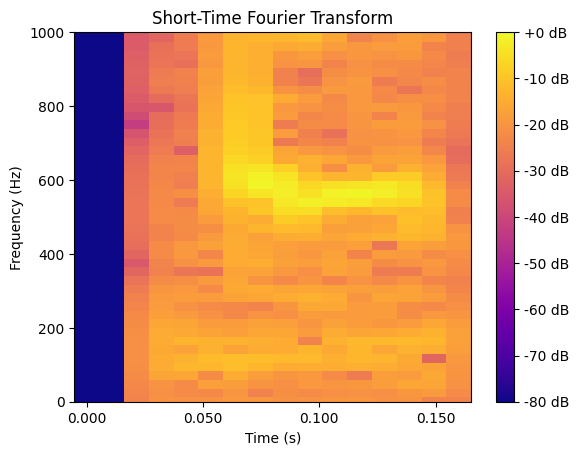 Short-Time Fourier Transform
1000
800
600
400
200
0
Frequency (Hz)
0.000
0.050
0.100
0.150
Time (s)
+0 dB
-10 dB
-20 dB
-30 dB
-40 dB
-50 dB
-60 dB
-70 dB
-80 dB